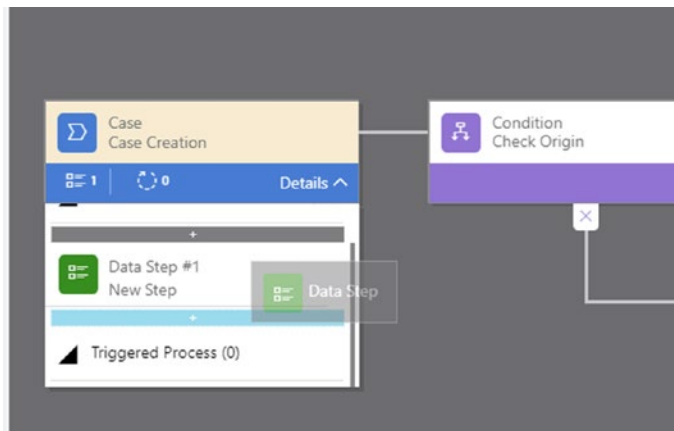 Case
Case Creation
1
0
Details
+
Data Step #1
New Step
Data Step
+
Triggered Process (0)
Condition
Check Origin